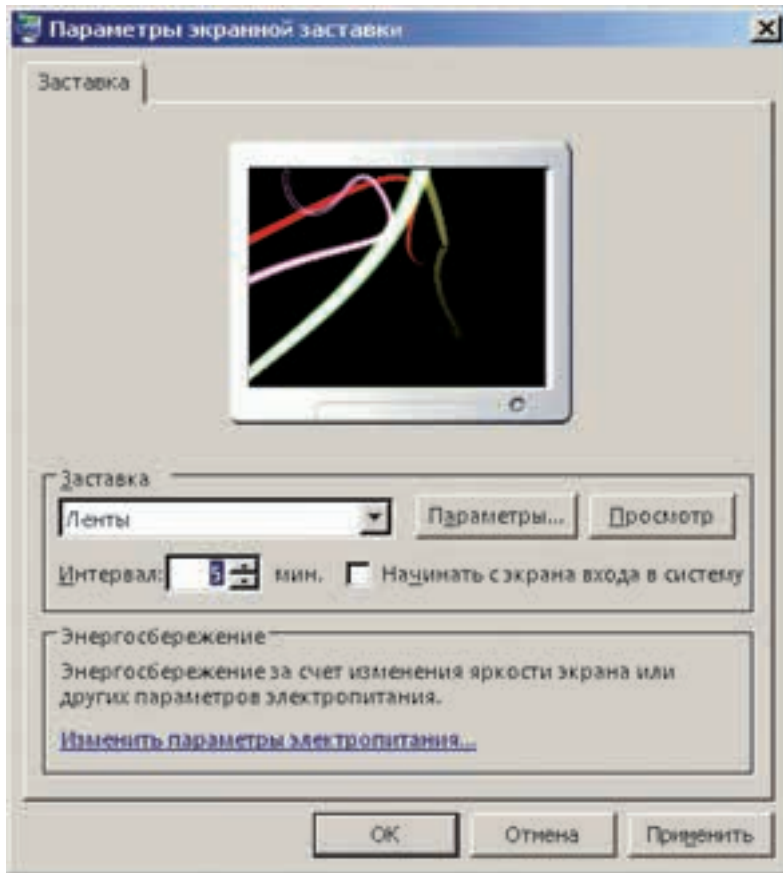 Параметры экранной заставки
Заставка
Заставка
Ленты
Параметры...
Просмотр
Интервал: 5 мин. Начинать с экрана входа в систему
Энергосбережение
Энергосбережение за счет изменения яркости экрана или
других параметров электропитания.
Изменить параметры электропитания...
ОК
Отмена
Применить